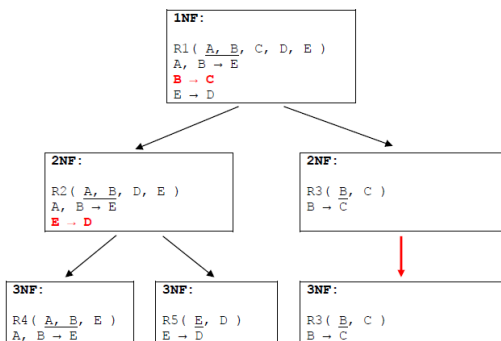 1NF:
R1( A, B, C, D, E )
A, B → E
B → C
E → D
2NF:
R2( A, B, D, E )
A, B → E
E → D
2NF:
R3( B, C )
B → C
3NF:
R4( A, B, E )
A, B → E
3NF:
R5( E, D )
E → D
3NF:
R3( B, C )
B → C